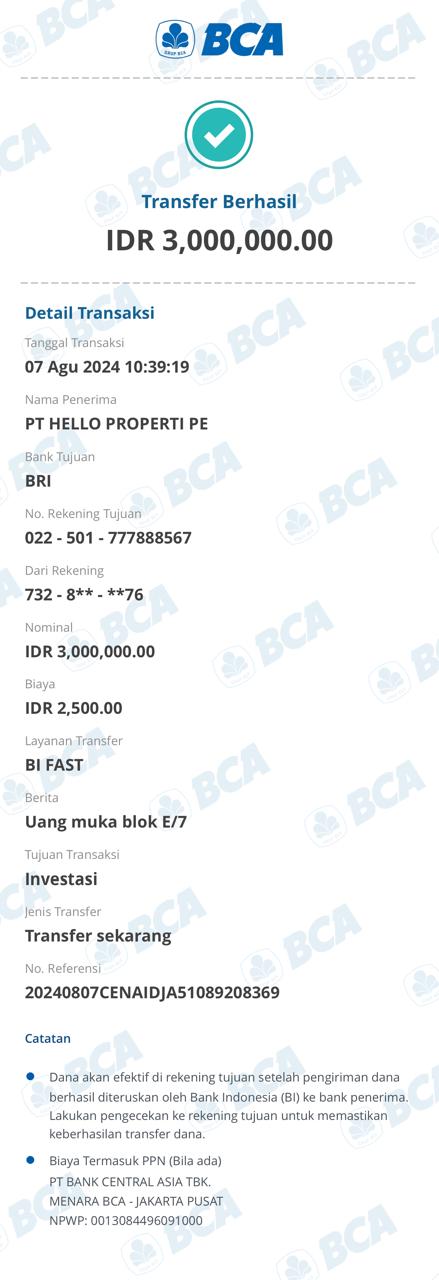 BCA
Transfer Berhasil
IDR 3,000,000.00
Detail Transaksi
Tanggal Transaksi
07 Agu 2024 10:39:19
Nama Penerima
PT HELLO PROPERTI PE
Bank Tujuan
BRI
No. Rekening Tujuan
022 - 501 - 777888567
Dari Rekening
732 - 8** - **76
Nominal
IDR 3,000,000.00
Biaya
IDR 2,500.00
Layanan Transfer
BI FAST
Berita
Uang muka blok E/7
Tujuan Transaksi
Investasi
Jenis Transfer
Transfer sekarang
No. Referensi
20240807CENAIDJA51089208369
Catatan
Dana akan efektif di rekening tujuan setelah pengiriman dana
berhasil diteruskan oleh Bank Indonesia (BI) ke bank penerima.
Lakukan pengecekan ke rekening tujuan untuk memastikan
keberhasilan transfer dana.
Biaya Termasuk PPN (Bila ada)
PT BANK CENTRAL ASIA TBK.
MENARA BCA - JAKARTA PUSAT
NPWP: 0013084496091000